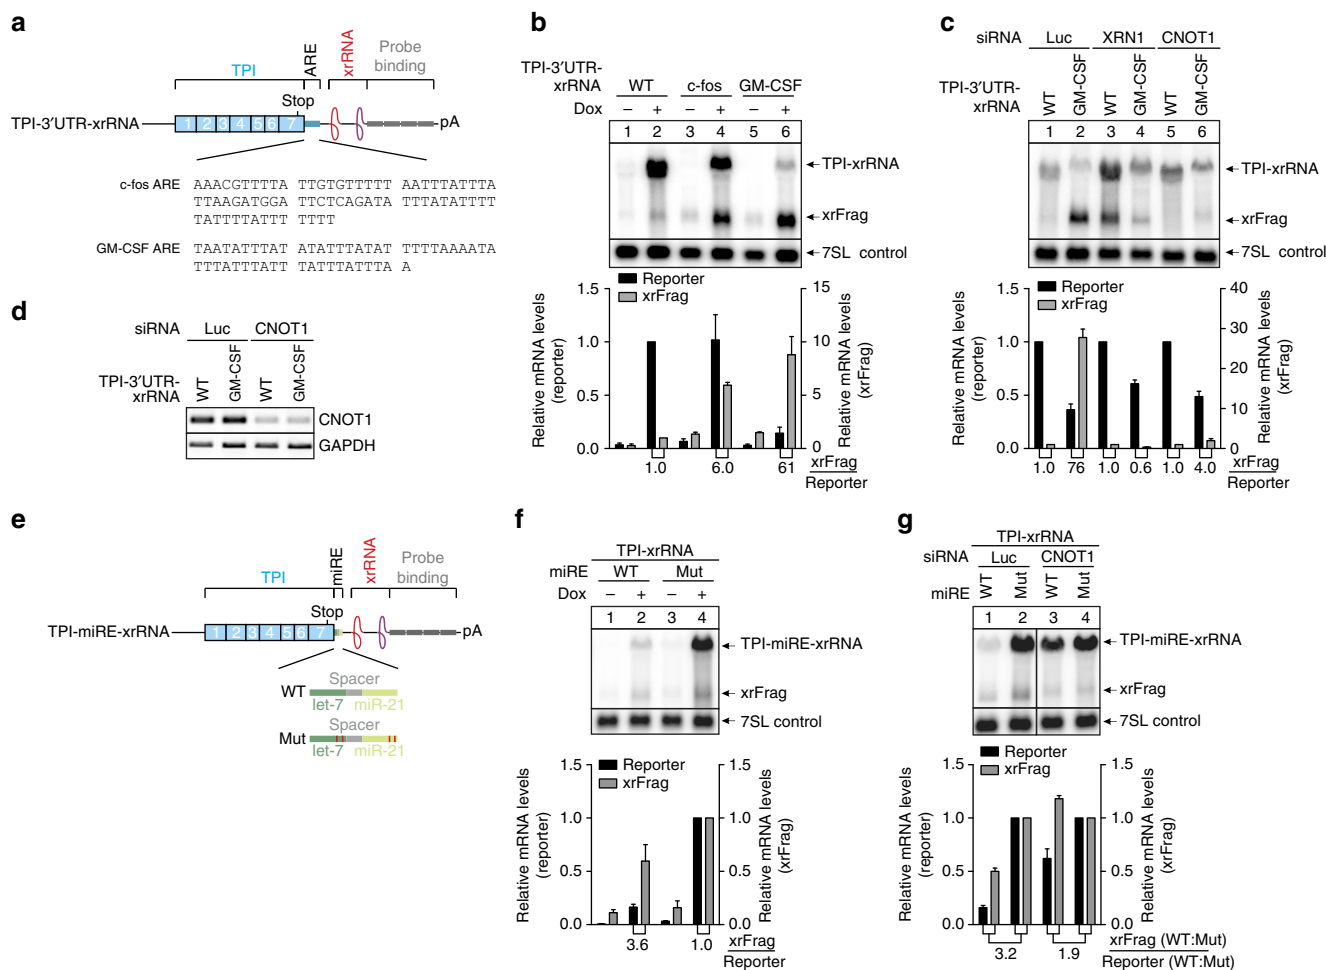 a
TPI
ARE
xrRNA
Probe
binding
Stop
TPI-3′UTR-xrRNA
1 2 3 4 5 6 7
pA
c-fos ARE
AAACGTTTTA TTGTGTTTTT AATTTATTTA
TTAAGATGGA TTCTCAGATA TTTATATTTT
TATTTTATTT TTTTT
GM-CSF ARE
TAATATTTAT ATATTTATAT TTTTAAAATA
TTTATTTATT TATTTATTTA A
b
TPI-3′UTR-
xrRNA
WT c-fos GM-CSF
Dox − + − + − +
1 2 3 4 5 6
TPI-xrRNA
xrFrag
7SL control
Reporter
xrFrag
Relative mRNA levels
(reporter)
1.5
1.0
0.5
0.0
15
10
5
0
Relative mRNA levels
(xrFrag)
1.0 6.0 61
xrFrag
Reporter
c
siRNA Luc XRN1 CNOT1
TPI-3′UTR-
xrRNA
WT GM-CSF WT GM-CSF WT GM-CSF
1 2 3 4 5 6
TPI-xrRNA
xrFrag
7SL control
Reporter
xrFrag
Relative mRNA levels
(reporter)
1.5
1.0
0.5
0.0
40
30
20
10
0
Relative mRNA levels
(xrFrag)
1.0 76 1.0 0.6 1.0 4.0
xrFrag
Reporter
d
siRNA Luc CNOT1
TPI-3′UTR-
xrRNA
WT GM-CSF WT GM-CSF
CNOT1
GAPDH
e
TPI
miRE
xrRNA
Probe
binding
Stop
TPI-miRE-xrRNA
1 2 3 4 5 6 7
pA
Spacer
WT
let-7 miR-21
Spacer
Mut
let-7 miR-21
f
TPI-xrRNA
miRE WT Mut
Dox − + − +
1 2 3 4
TPI-miRE-xrRNA
xrFrag
7SL control
Reporter
xrFrag
Relative mRNA levels
(reporter)
1.5
1.0
0.5
0.0
1.5
1.0
0.5
0.0
Relative mRNA levels
(xrFrag)
3.6 1.0
xrFrag
Reporter
g
TPI-xrRNA
siRNA Luc CNOT1
miRE WT Mut WT Mut
1 2 3 4
TPI-miRE-xrRNA
xrFrag
7SL control
Reporter
xrFrag
Relative mRNA levels
(reporter)
1.5
1.0
0.5
0.0
1.5
1.0
0.5
0.0
Relative mRNA levels
(xrFrag)
3.2 1.9
xrFrag (WT:Mut)
Reporter (WT:Mut)